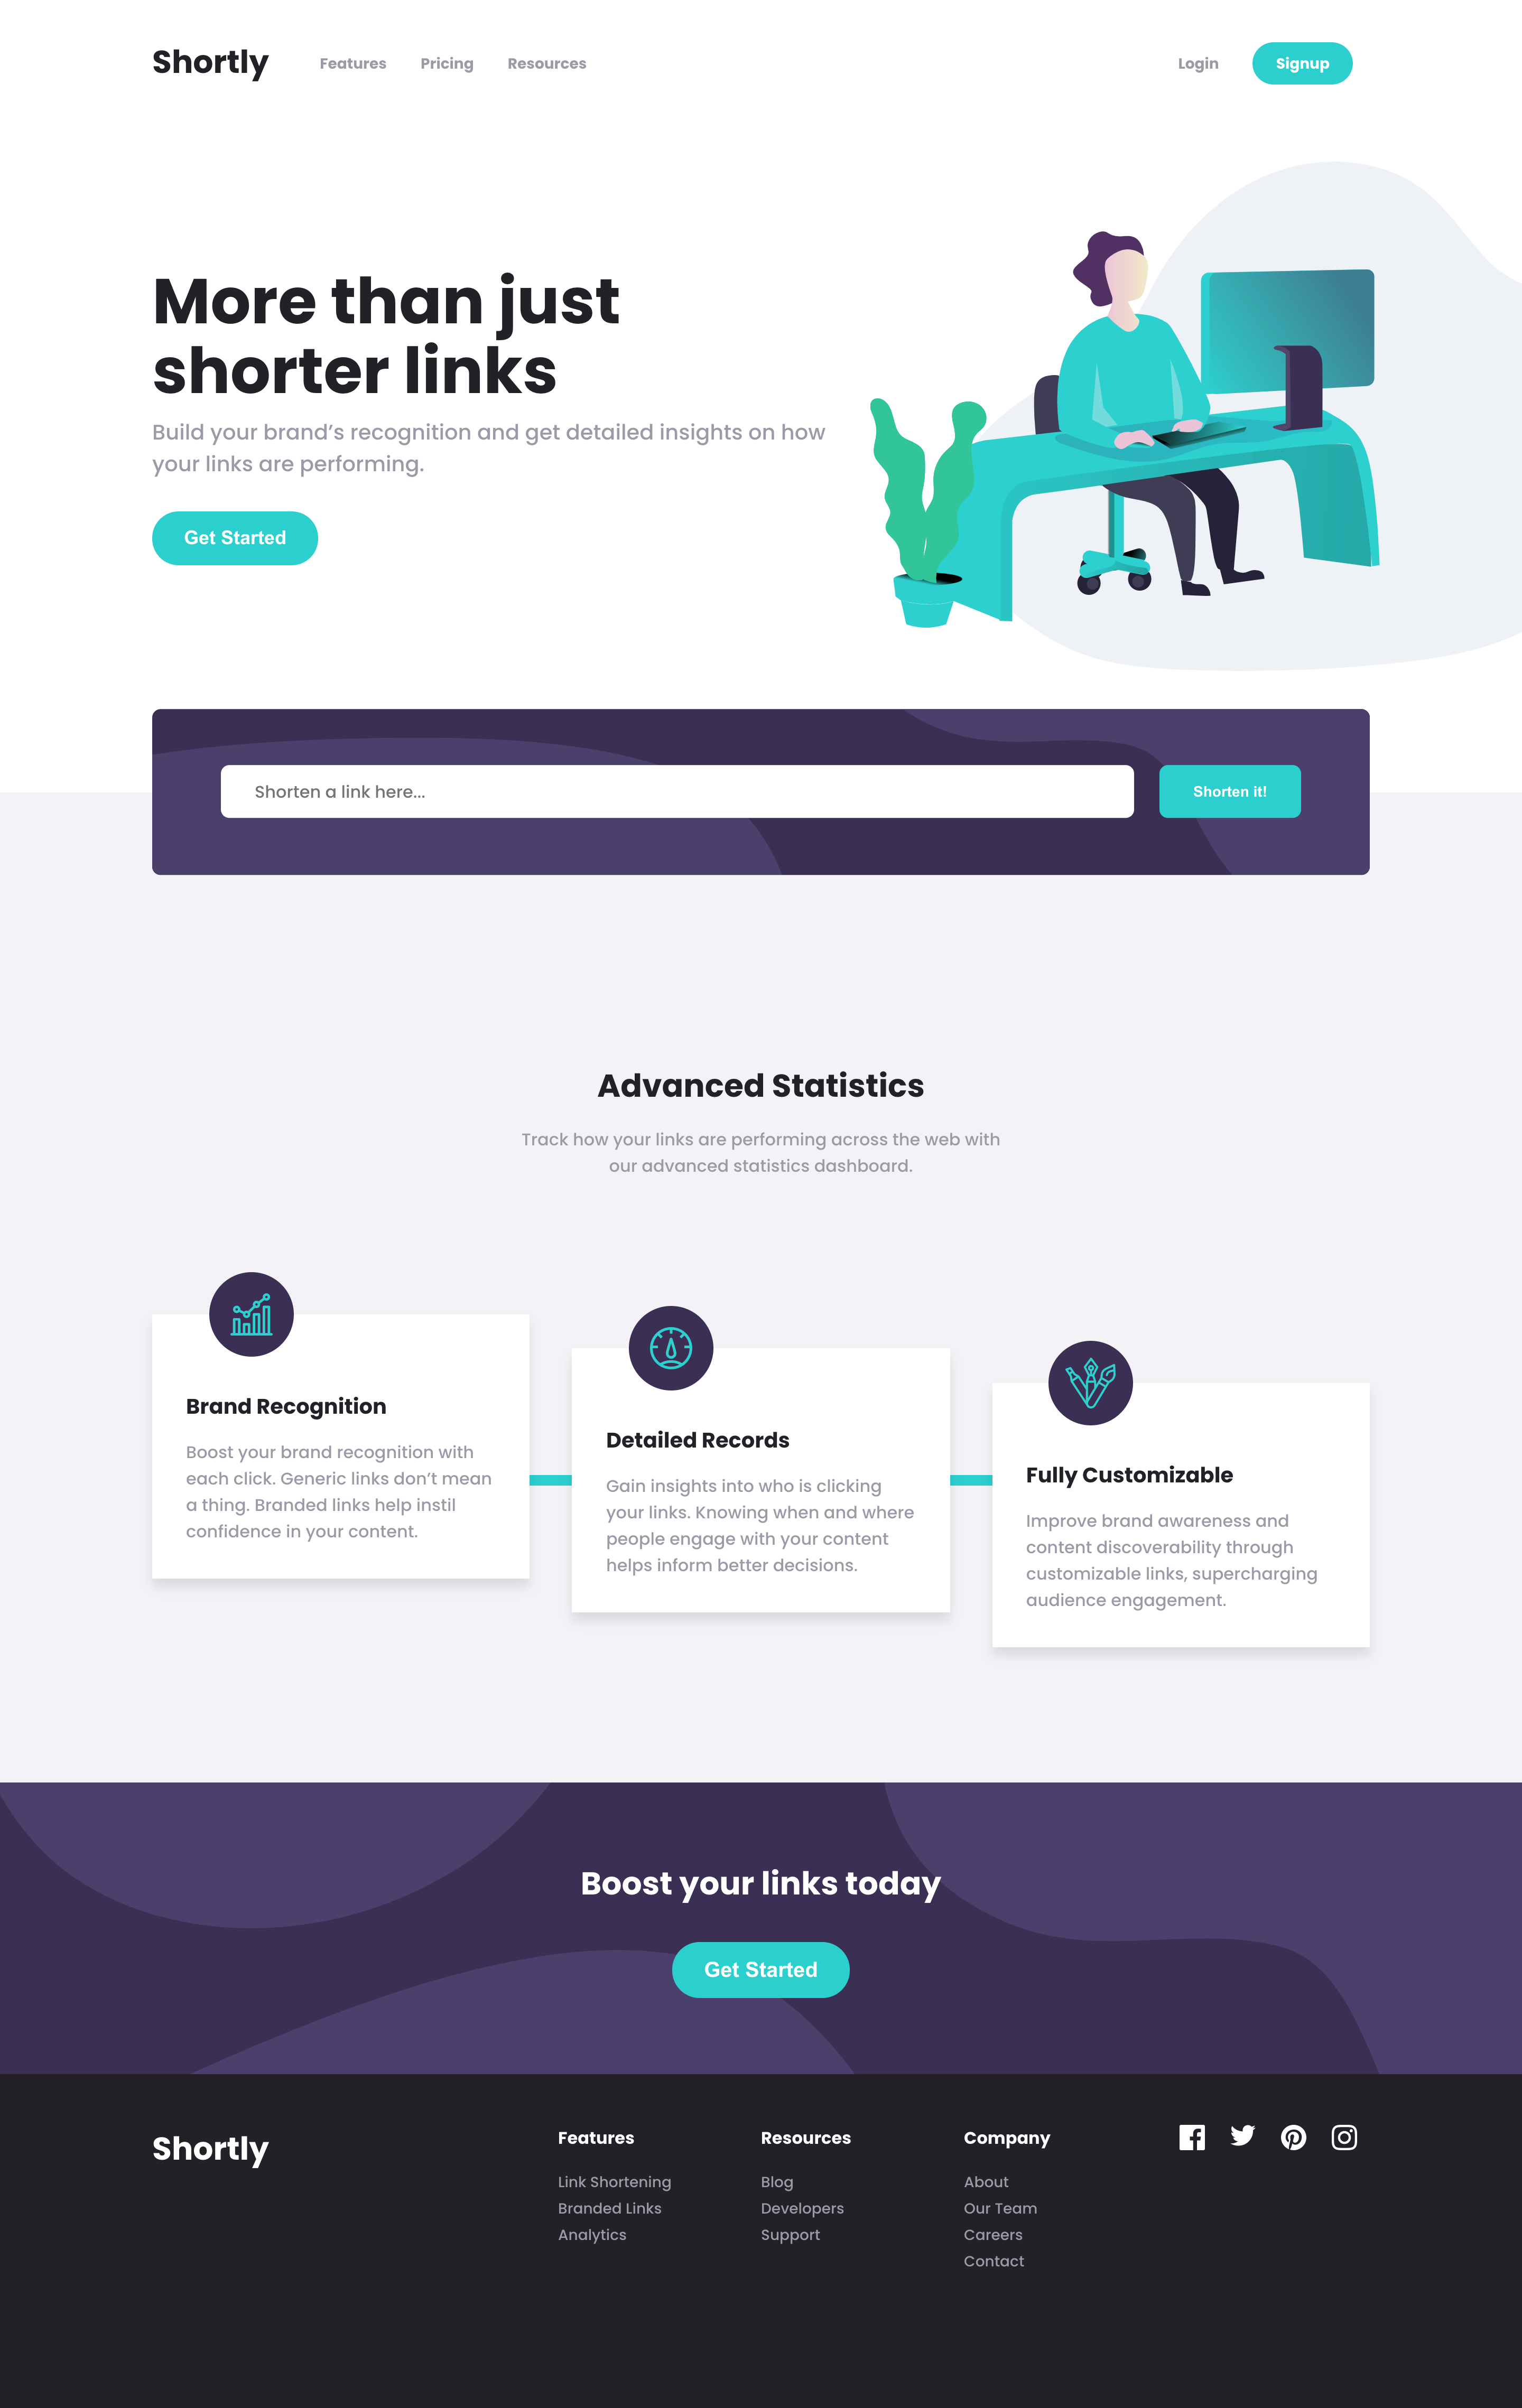 Shortly
Features
Pricing
Resources
Login
Signup
More than just
shorter links
Build your brand’s recognition and get detailed insights on how
your links are performing.
Get Started
Shorten a link here...
Shorten it!
Advanced Statistics
Track how your links are performing across the web with
our advanced statistics dashboard.
Brand Recognition
Boost your brand recognition with
each click. Generic links don’t mean
a thing. Branded links help instil
confidence in your content.
Detailed Records
Gain insights into who is clicking
your links. Knowing when and where
people engage with your content
helps inform better decisions.
Fully Customizable
Improve brand awareness and
content discoverability through
customizable links, supercharging
audience engagement.
Boost your links today
Get Started
Shortly
Features
Link Shortening
Branded Links
Analytics
Resources
Blog
Developers
Support
Company
About
Our Team
Careers
Contact